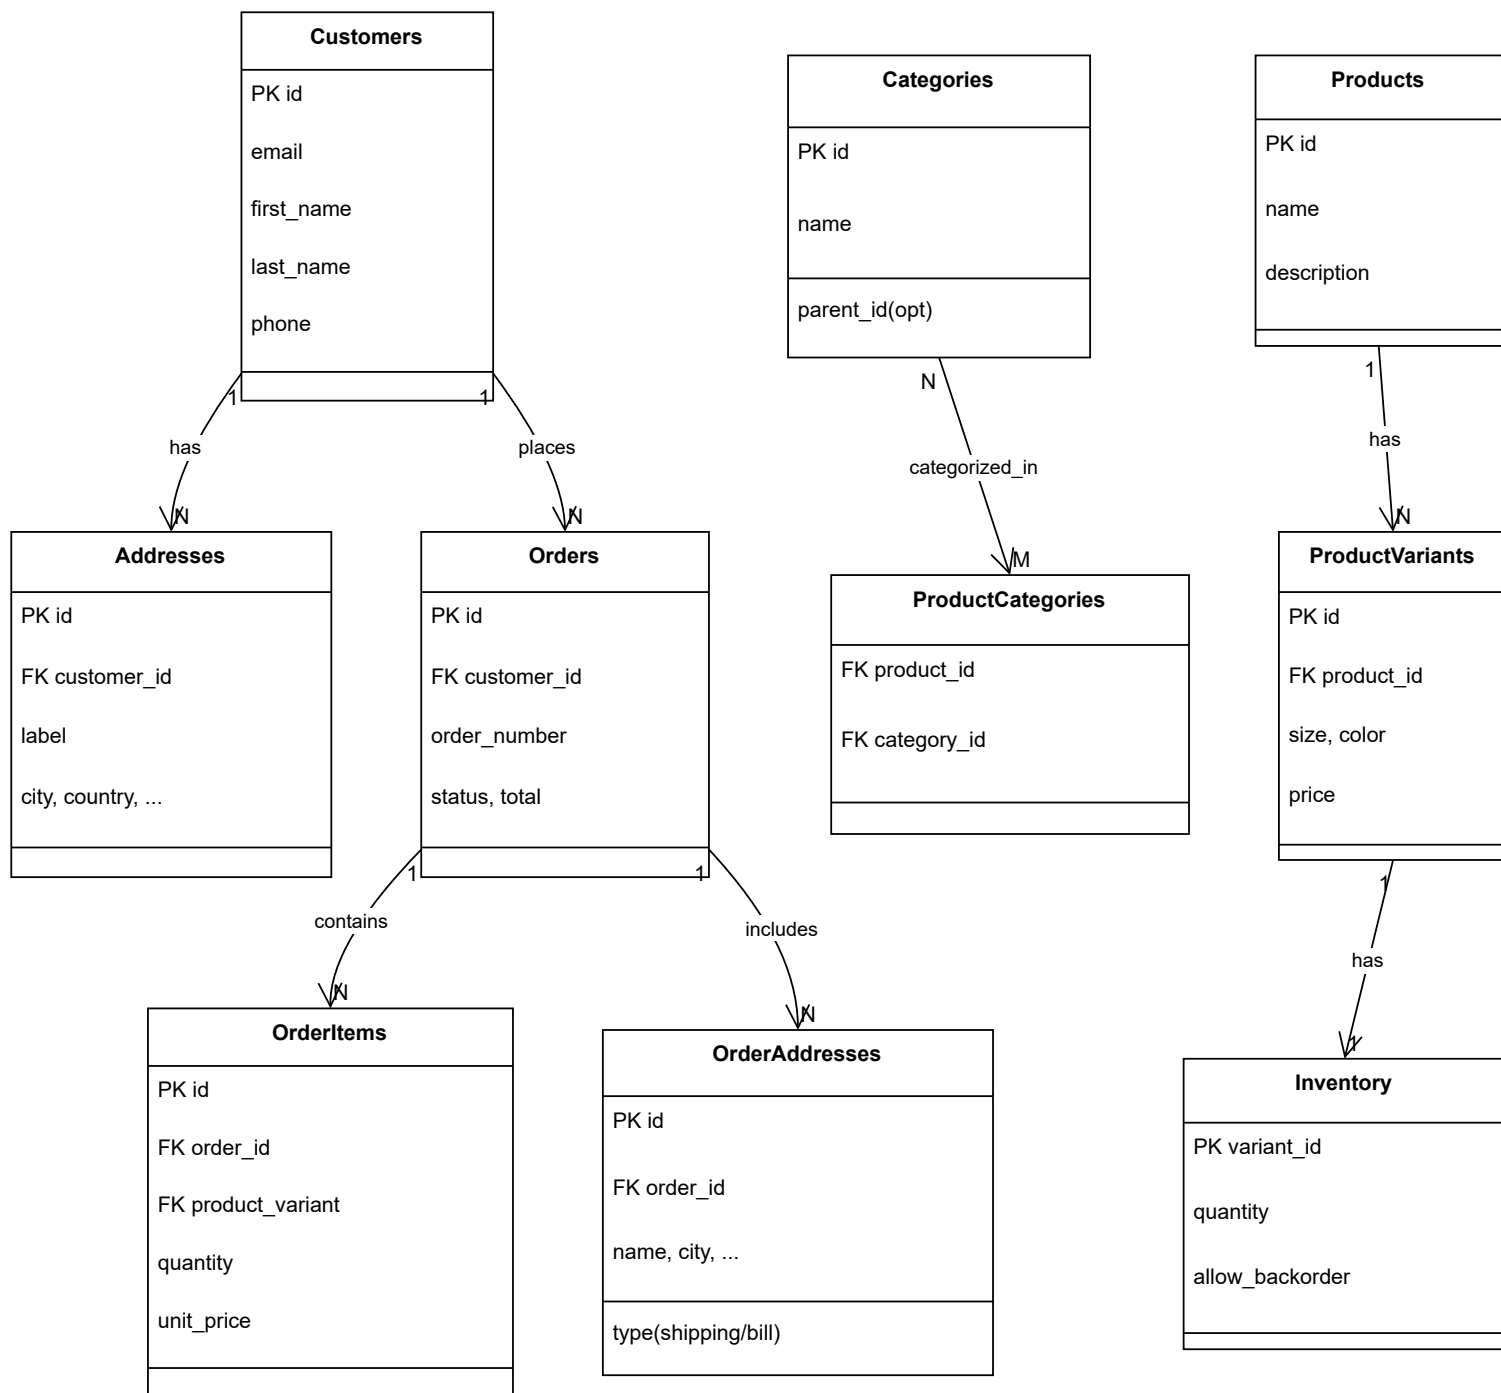 Customers
PK id
email
first_name
last_name
phone
Categories
PK id
name
parent_id(opt)
Products
PK id
name
description
1
1
N
1
has
places
categorized_in
has
N
N
M
N
Addresses
PK id
FK customer_id
label
city, country, ...
Orders
PK id
FK customer_id
order_number
status, total
ProductCategories
FK product_id
FK category_id
ProductVariants
PK id
FK product_id
size, color
price
1
1
1
contains
includes
has
N
N
1
OrderItems
PK id
FK order_id
FK product_variant
quantity
unit_price
OrderAddresses
PK id
FK order_id
name, city, ...
type(shipping/bill)
Inventory
PK variant_id
quantity
allow_backorder